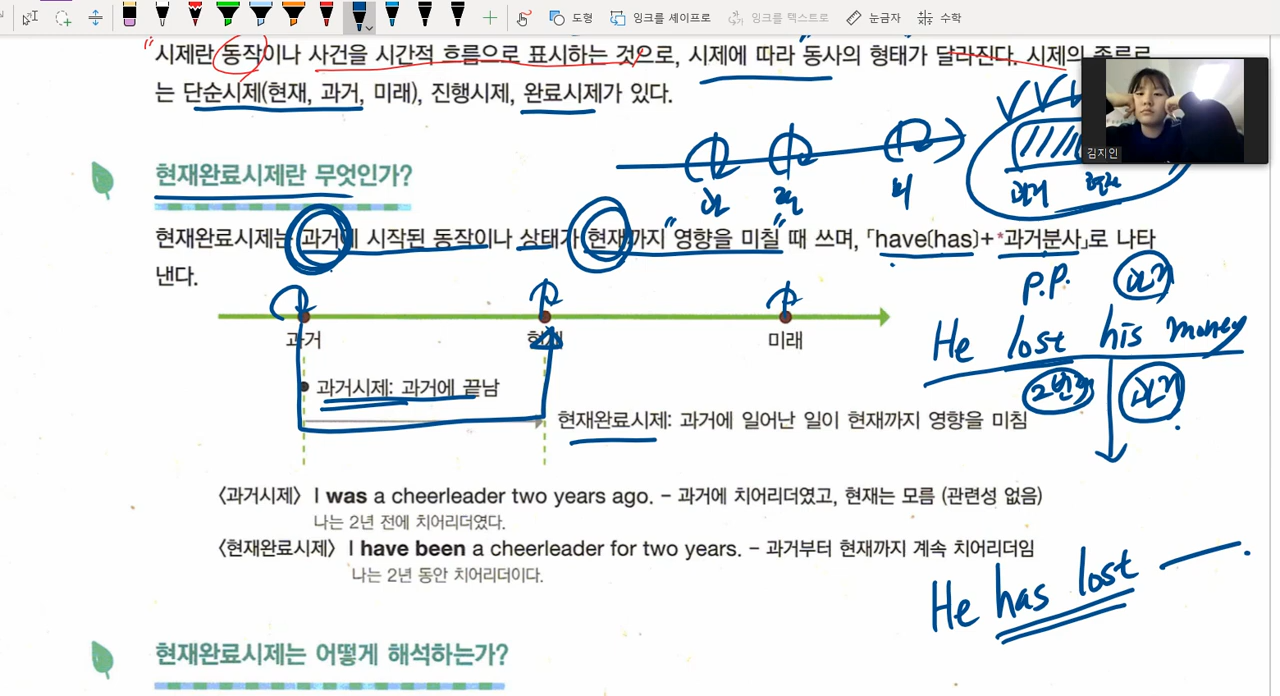 도형 잉크를 셰이프로 잉크를 텍스트로 눈금자 수학
"시제란 동작이나 사건을 시간적 흐름으로 표시하는 것으로, 시제에 따라 동사의 형태가 달라진다. 시제의 종류로
는 단순시제(현재, 과거, 미래), 진행시제, 완료시제가 있다.
김지인
과거 현재
과 현 미
현재완료시제란 무엇인가?
현재완료시제는 과거에 시작된 동작이나 상태가 현재까지 "영향을 미칠" 때 쓰며, 「have(has)+*과거분사」로 나타
낸다.
P.P. 과거
과거 현재 미래
He lost his money
과거시제: 과거에 끝남
과거
현재완료시제: 과거에 일어난 일이 현재까지 영향을 미침
〈과거시제〉 I was a cheerleader two years ago. – 과거에 치어리더였고, 현재는 모름 (관련성 없음)
나는 2년 전에 치어리더였다.
〈현재완료시제〉 I have been a cheerleader for two years. – 과거부터 현재까지 계속 치어리더임
나는 2년 동안 치어리더이다.
He has lost
현재완료시제는 어떻게 해석하는가?